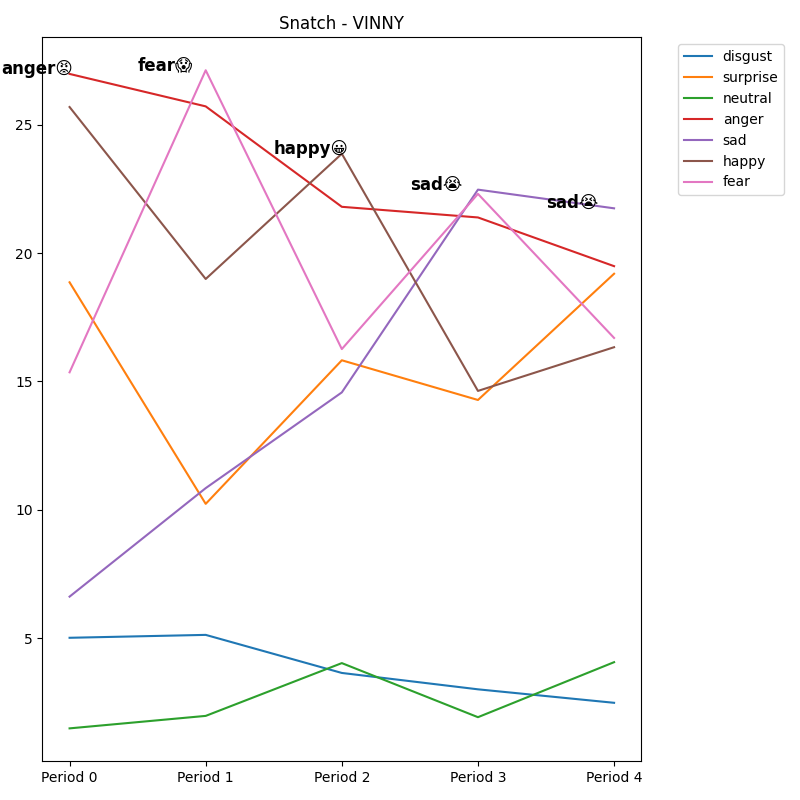 Snatch - VINNY
anger😡
fear😱
happy😀
sad😭
sad😭
disgust
surprise
neutral
anger
sad
happy
fear
25
20
15
10
5
Period 0
Period 1
Period 2
Period 3
Period 4